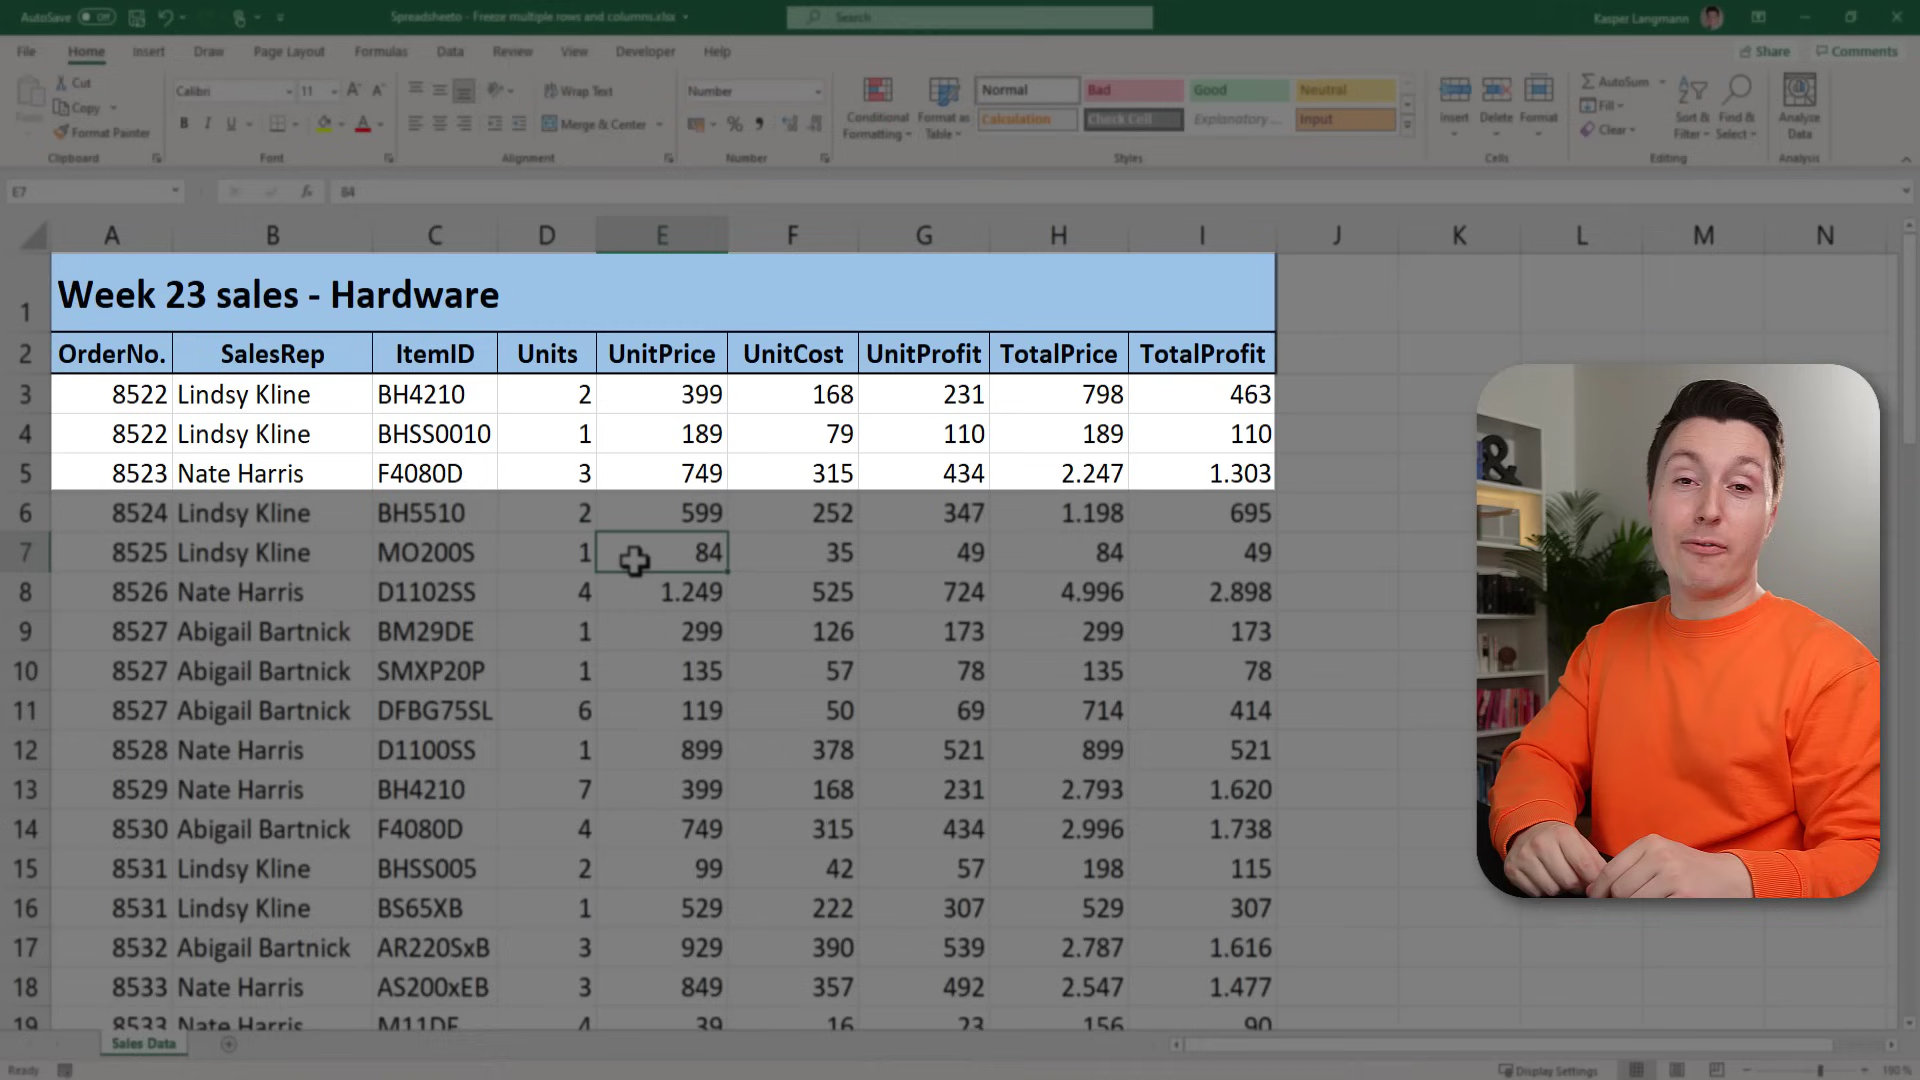 AutoSave Off Spreadsheeto - Freeze multiple rows and columns.xlsx Search Kasper Langmann
File Home Insert Draw Page Layout Formulas Data Review View Developer Help Share Comments
Cut
Copy
Format Painter
Clipboard
Calibri 11
B I U
Font
Wrap Text
Merge & Center
Alignment
Number
%
Number
Conditional Formatting
Format as Table
Normal Bad Good Neutral
Calculation Check Cell Explanatory ... Input
Styles
Insert Delete Format
Cells
AutoSum
Fill
Clear
Sort & Filter
Find & Select
Editing
Analyze Data
Analysis
E7 fx 84
A B C D E F G H I J K L M N
1 Week 23 sales - Hardware
2 OrderNo. SalesRep ItemID Units UnitPrice UnitCost UnitProfit TotalPrice TotalProfit
3 8522 Lindsy Kline BH4210 2 399 168 231 798 463
4 8522 Lindsy Kline BHSS0010 1 189 79 110 189 110
5 8523 Nate Harris F4080D 3 749 315 434 2.247 1.303
6 8524 Lindsy Kline BH5510 2 599 252 347 1.198 695
7 8525 Lindsy Kline MO200S 1 84 35 49 84 49
8 8526 Nate Harris D1102SS 4 1.249 525 724 4.996 2.898
9 8527 Abigail Bartnick BM29DE 1 299 126 173 299 173
10 8527 Abigail Bartnick SMXP20P 1 135 57 78 135 78
11 8527 Abigail Bartnick DFBG75SL 6 119 50 69 714 414
12 8528 Nate Harris D1100SS 1 899 378 521 899 521
13 8529 Nate Harris BH4210 7 399 168 231 2.793 1.620
14 8530 Abigail Bartnick F4080D 4 749 315 434 2.996 1.738
15 8531 Lindsy Kline BHSS005 2 99 42 57 198 115
16 8531 Lindsy Kline BS65XB 1 529 222 307 529 307
17 8532 Abigail Bartnick AR220SxB 3 929 390 539 2.787 1.616
18 8533 Nate Harris AS200xEB 3 849 357 492 2.547 1.477
19 8533 Nate Harris M11DE 4 39 16 23 156 90
Sales Data
Ready Display Settings 190 %